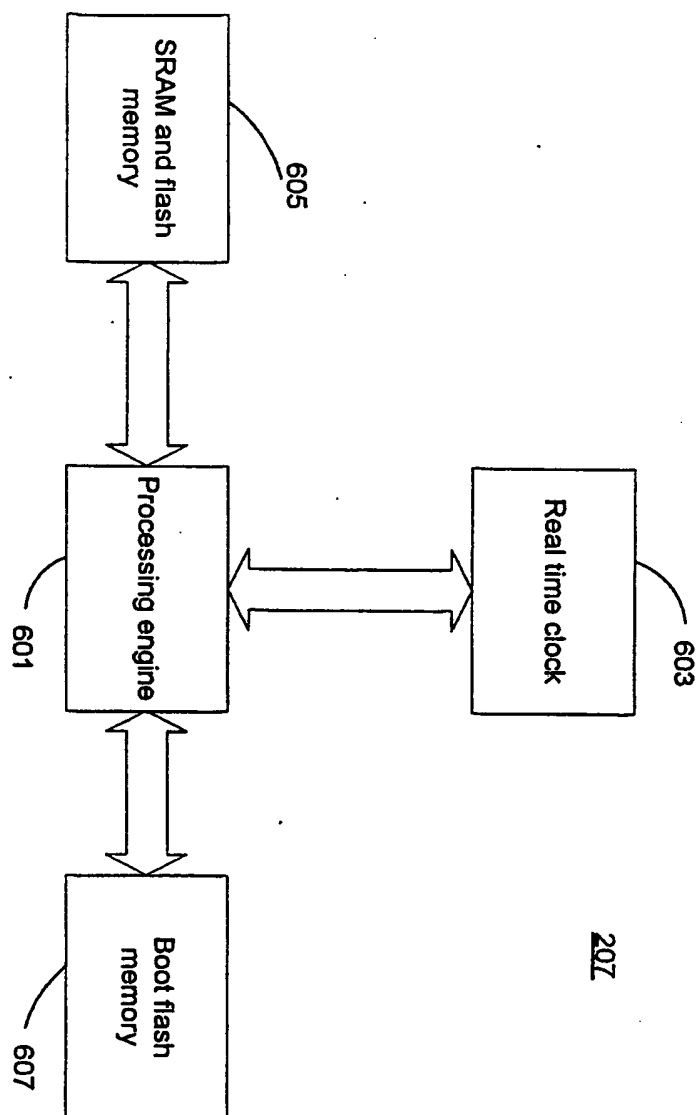 603
207
Real time clock
605
SRAM and flash
memory
Processing engine
Boot flash
memory
601
607